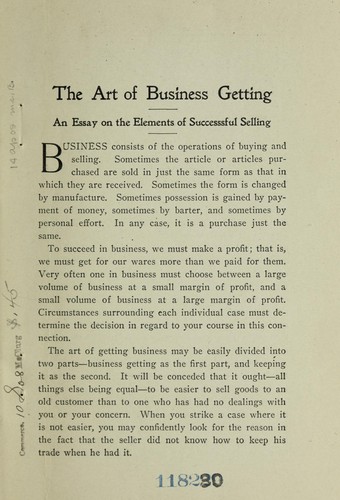 The Art of Business Getting
An Essay on the Elements of Successsful Selling
BUSINESS consists of the operations of buying and
selling. Sometimes the article or articles pur-
chased are sold in just the same form as that in
which they are received. Sometimes the form is changed
by manufacture. Sometimes possession is gained by pay-
ment of money, sometimes by barter, and sometimes by
personal effort. In any case, it is a purchase just the
same.
To succeed in business, we must make a profit; that is,
we must get for our wares more than we paid for them.
Very often one in business must choose between a large
volume of business at a small margin of profit, and a
small volume of business at a large margin of profit.
Circumstances surrounding each individual case must de-
termine the decision in regard to your course in this con-
nection.
The art of getting business may be easily divided into
two parts—business getting as the first part, and keeping
it as the second. It will be conceded that it ought—all
things else being equal—to be easier to sell goods to an
old customer than to one who has had no dealings with
you or your concern. When you strike a case where it
is not easier, you may confidently look for the reason in
the fact that the seller did not know how to keep his
trade when he had it.
118230